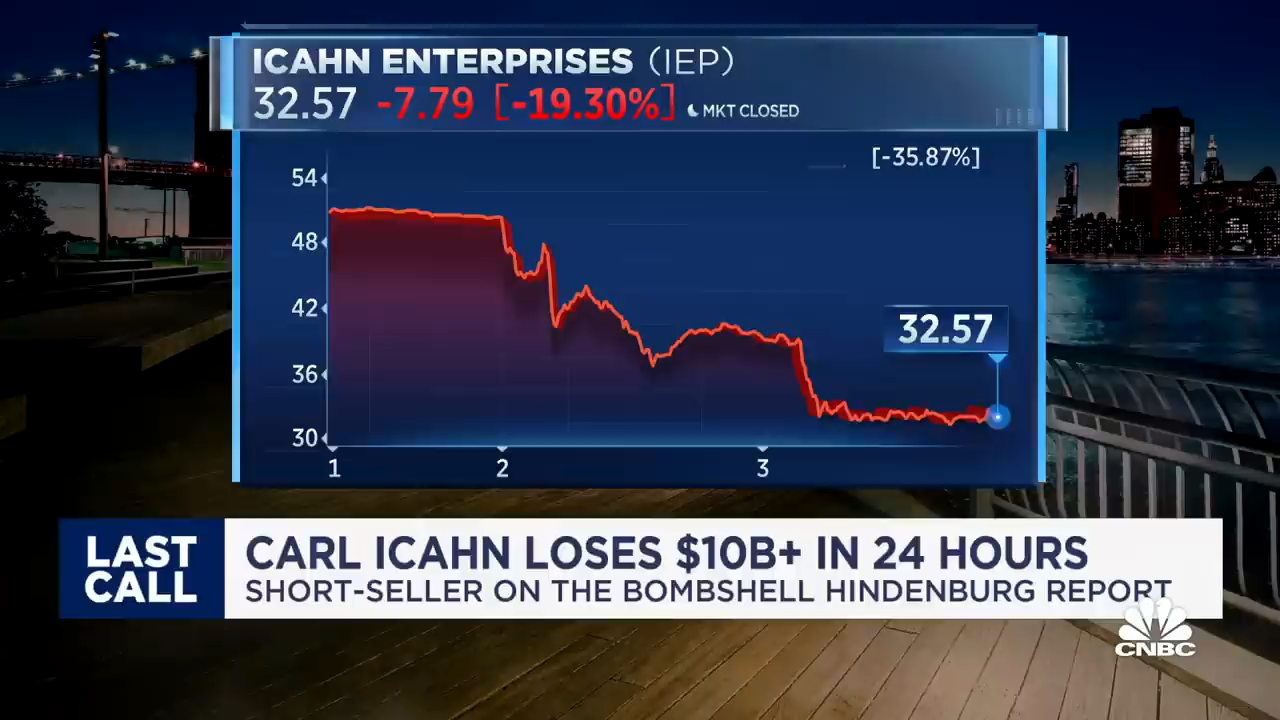 ICAHN ENTERPRISES (IEP)
32.57 -7.79 [-19.30%] MKT CLOSED
[-35.87%]
54
48
42
36
30
32.57
1 2 3
LAST CALL
CARL ICAHN LOSES $10B+ IN 24 HOURS
SHORT-SELLER ON THE BOMBSHELL HINDENBURG REPORT
CNBC